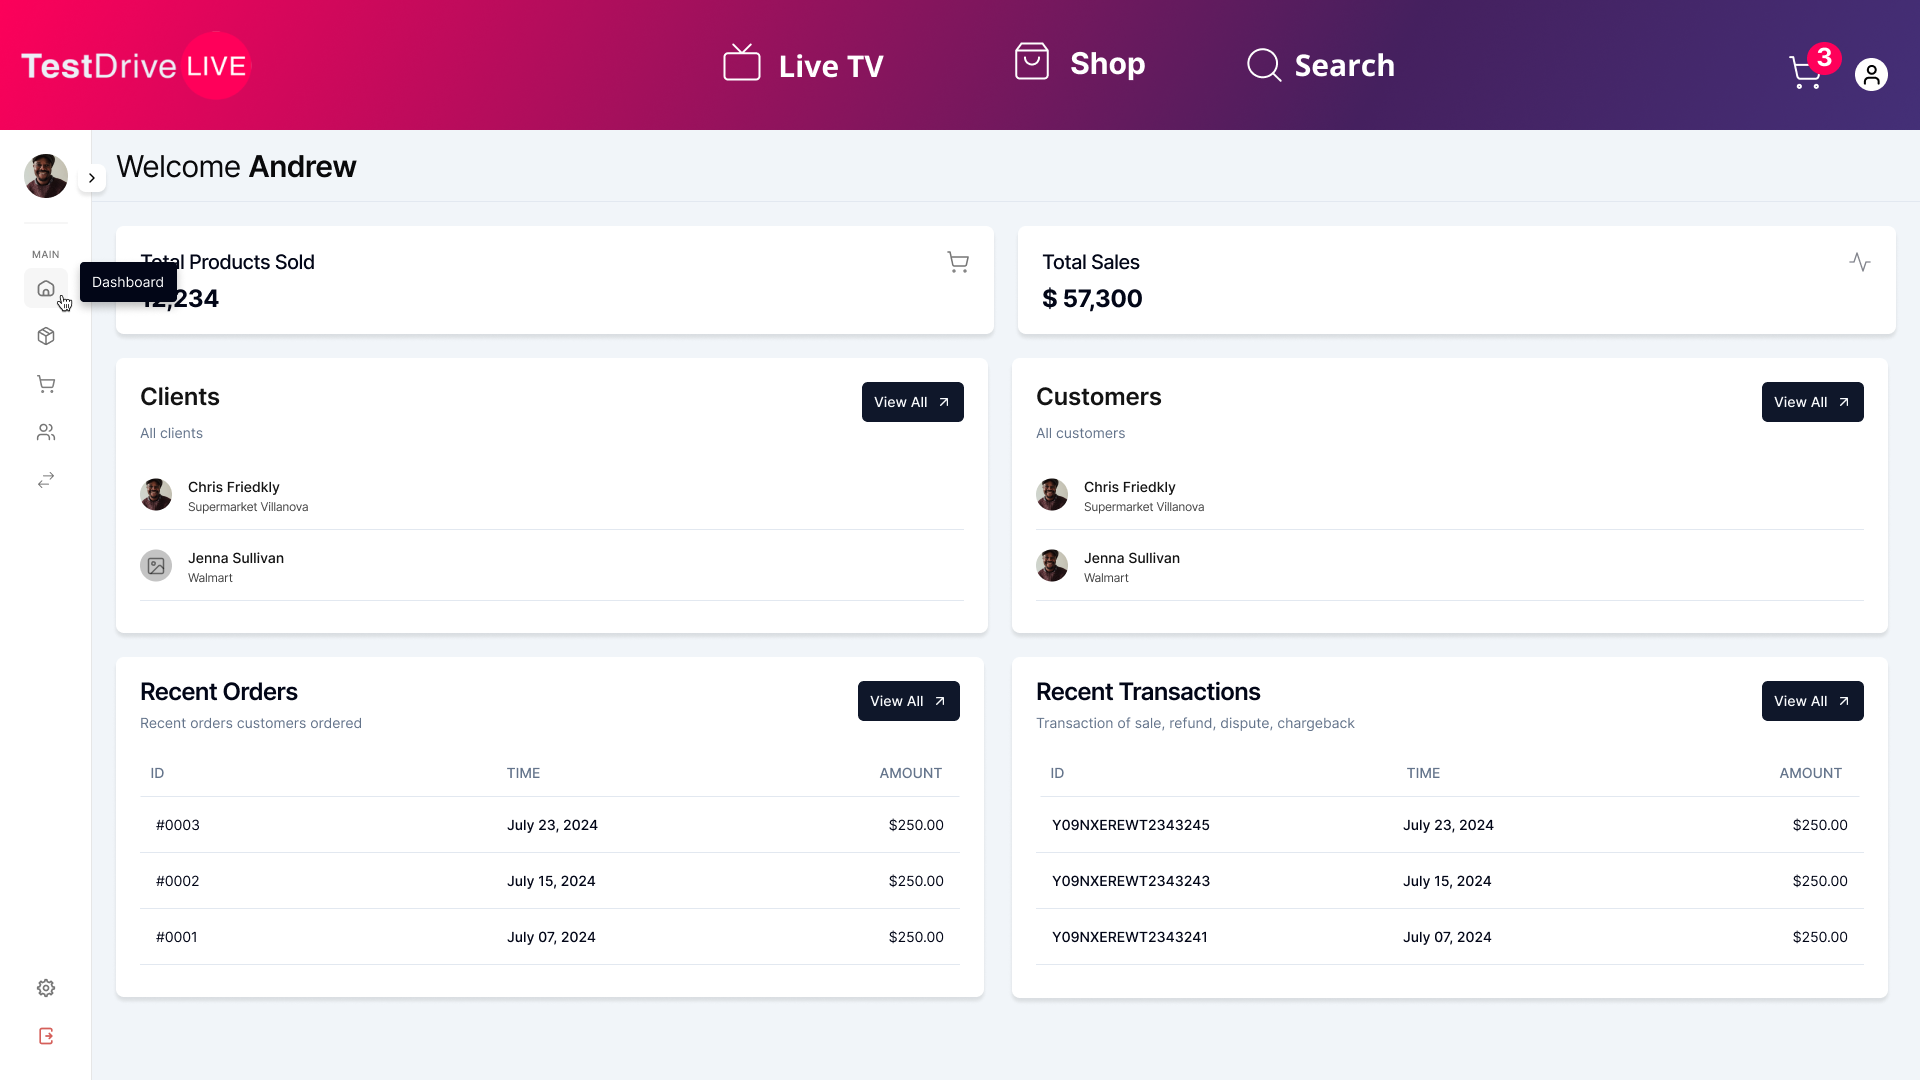 TestDrive LIVE
Live TV
Shop
Search
3
Welcome Andrew
MAIN
Dashboard
Total Products Sold
12,234
Total Sales
$ 57,300
Clients
View All
All clients
Chris Friedkly
Supermarket Villanova
Jenna Sullivan
Walmart
Customers
View All
All customers
Chris Friedkly
Supermarket Villanova
Jenna Sullivan
Walmart
Recent Orders
View All
Recent orders customers ordered
ID TIME AMOUNT
#0003 July 23, 2024 $250.00
#0002 July 15, 2024 $250.00
#0001 July 07, 2024 $250.00
Recent Transactions
View All
Transaction of sale, refund, dispute, chargeback
ID TIME AMOUNT
Y09NXEREWT2343245 July 23, 2024 $250.00
Y09NXEREWT2343243 July 15, 2024 $250.00
Y09NXEREWT2343241 July 07, 2024 $250.00